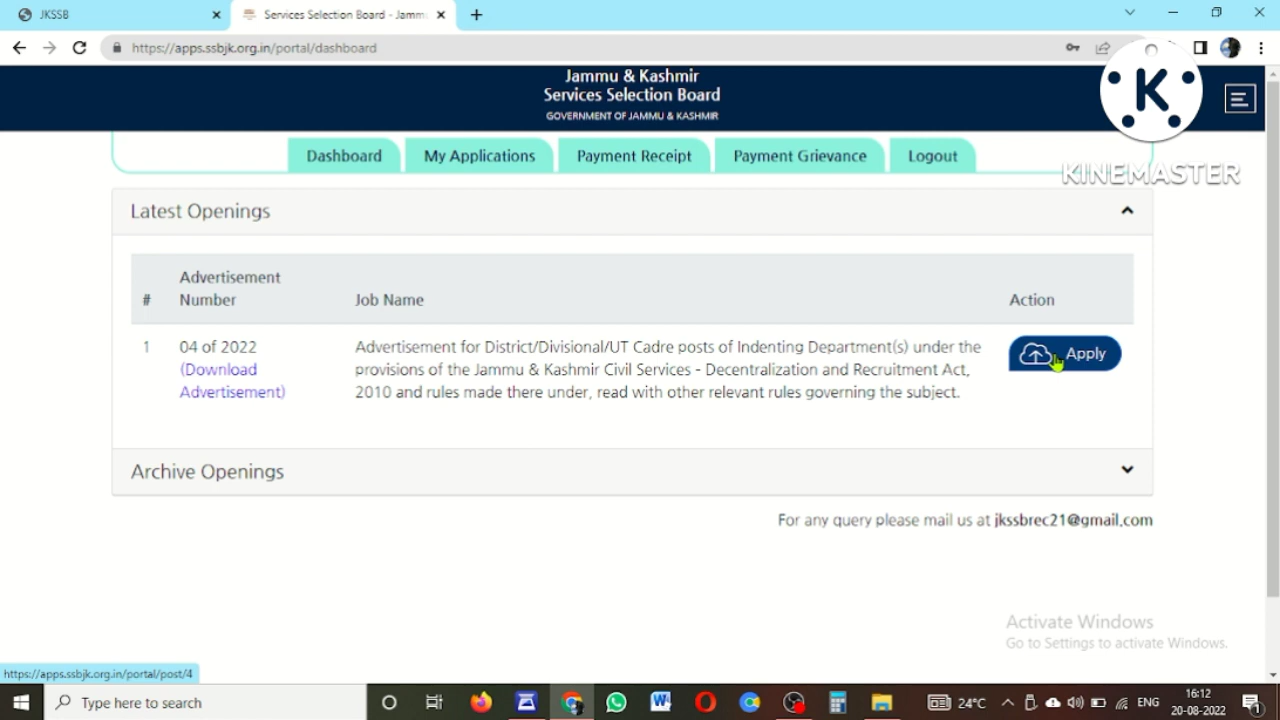 JKSSB
Services Selection Board - Jamm
https://apps.ssbjk.org.in/portal/dashboard
Jammu & Kashmir
Services Selection Board
GOVERNMENT OF JAMMU & KASHMIR
K
KINEMASTER
Dashboard My Applications Payment Receipt Payment Grievance Logout
Latest Openings
# Advertisement Number Job Name Action
1 04 of 2022 Advertisement for District/Divisional/UT Cadre posts of Indenting Department(s) under the Apply
(Download provisions of the Jammu & Kashmir Civil Services - Decentralization and Recruitment Act,
Advertisement) 2010 and rules made there under, read with other relevant rules governing the subject.
Archive Openings
For any query please mail us at jkssbrec21@gmail.com
Activate Windows
Go to Settings to activate Windows.
https://apps.ssbjk.org.in/portal/post/4
Type here to search
24°C
ENG
16:12
20-08-2022